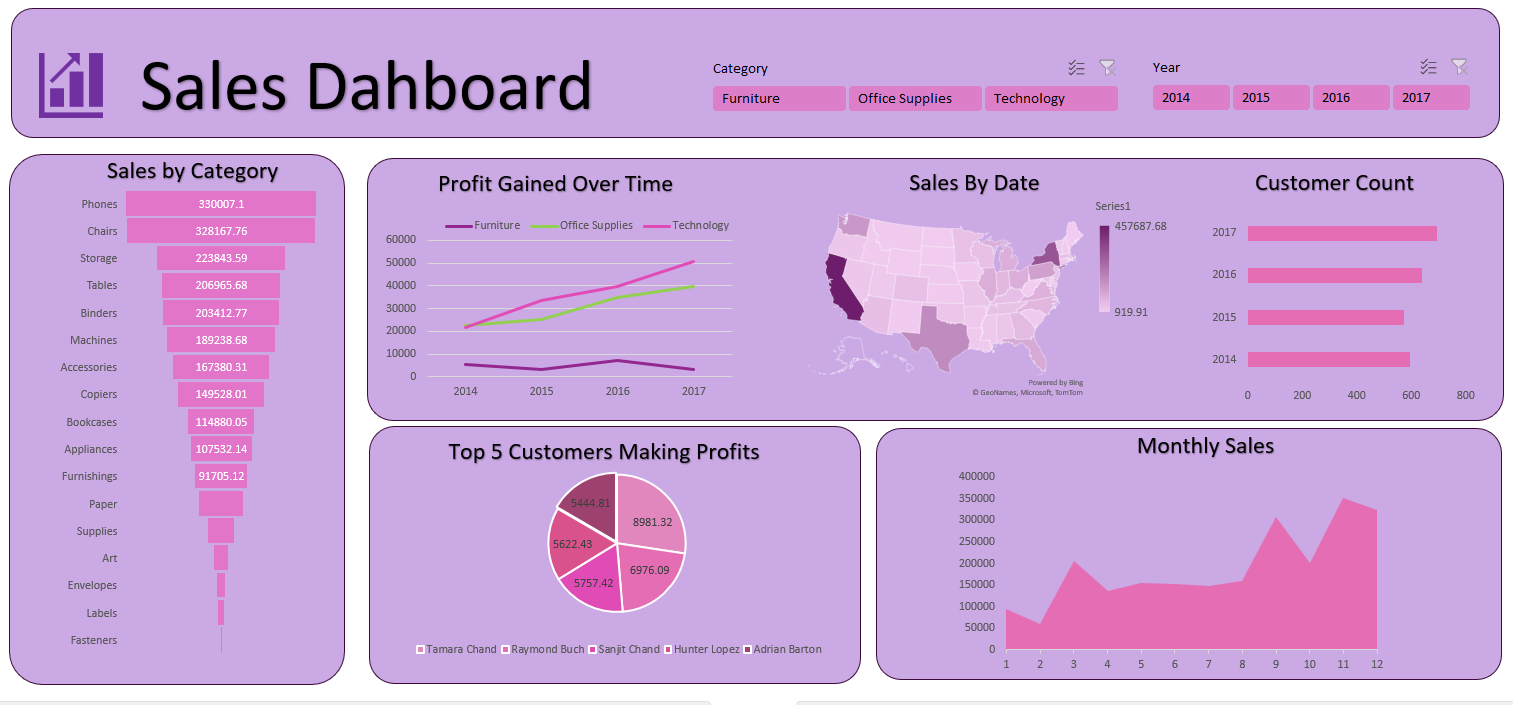 Sales Dahboard
Category
Furniture
Office Supplies
Technology
Year
2014
2015
2016
2017
Sales by Category
Phones 330007.1
Chairs 328167.76
Storage 223843.59
Tables 206965.68
Binders 203412.77
Machines 189238.68
Accessories 167380.31
Copiers 149528.01
Bookcases 114880.05
Appliances 107532.14
Furnishings 91705.12
Paper
Supplies
Art
Envelopes
Labels
Fasteners
Profit Gained Over Time
Furniture Office Supplies Technology
60000
50000
40000
30000
20000
10000
0
2014 2015 2016 2017
Sales By Date
Series1
457687.68
919.91
Powered by Bing
© GeoNames, Microsoft, TomTom
Customer Count
2017
2016
2015
2014
0 200 400 600 800
Top 5 Customers Making Profits
5444.81
8981.32
5622.43
6976.09
5757.42
Tamara Chand Raymond Buch Sanjit Chand Hunter Lopez Adrian Barton
Monthly Sales
400000
350000
300000
250000
200000
150000
100000
50000
0
1 2 3 4 5 6 7 8 9 10 11 12